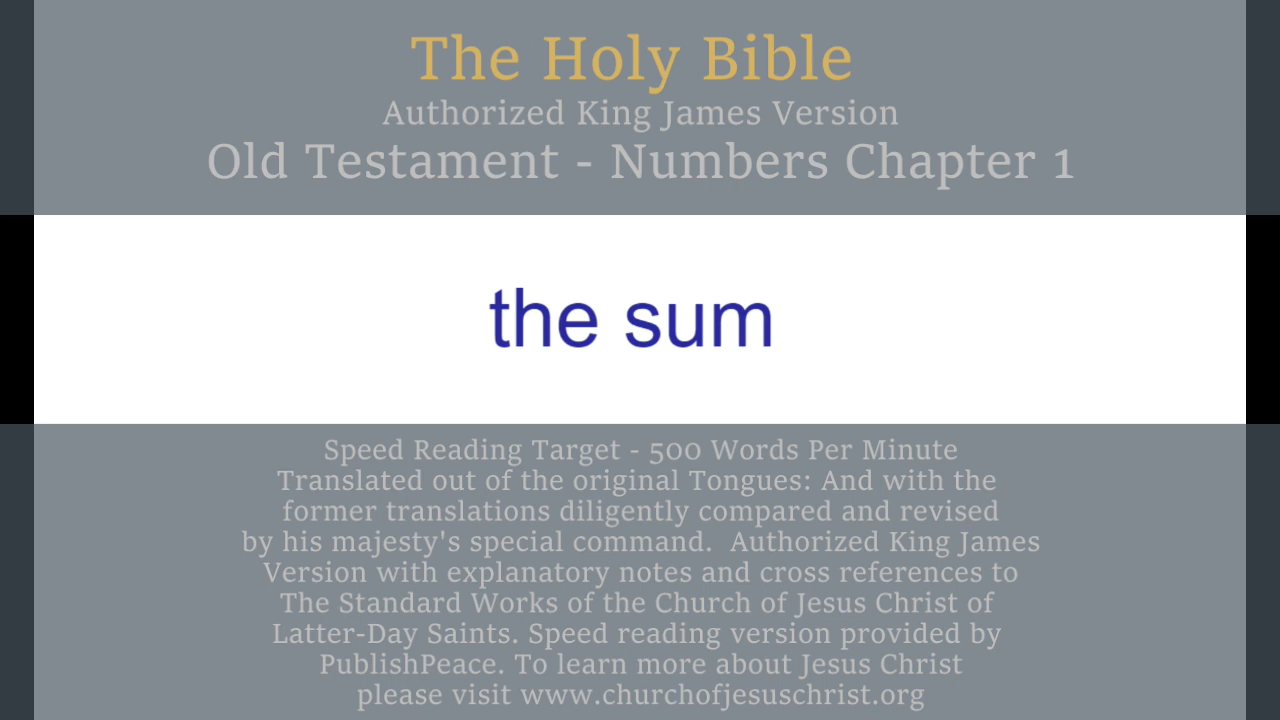 The Holy Bible
Authorized King James Version
Old Testament - Numbers Chapter 1
the sum
Speed Reading Target - 500 Words Per Minute
Translated out of the original Tongues: And with the
former translations diligently compared and revised
by his majesty's special command.  Authorized King James
Version with explanatory notes and cross references to
The Standard Works of the Church of Jesus Christ of
Latter-Day Saints. Speed reading version provided by
PublishPeace. To learn more about Jesus Christ
please visit www.churchofjesuschrist.org